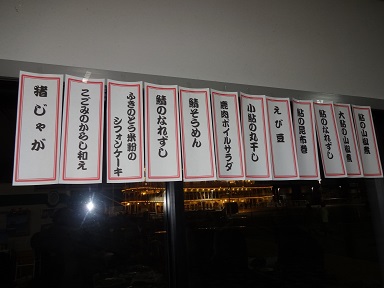 鮎の山椒煮
大鮎の山椒煮
鮎のなれずし
鮎の昆布巻
えび豆
小鮎の丸干し
鹿肉ボイルサラダ
鯖そうめん
鯖のなれずし
ふきのとう米粉の
シフォンケーキ
こごみのからし和え
猪じゃが